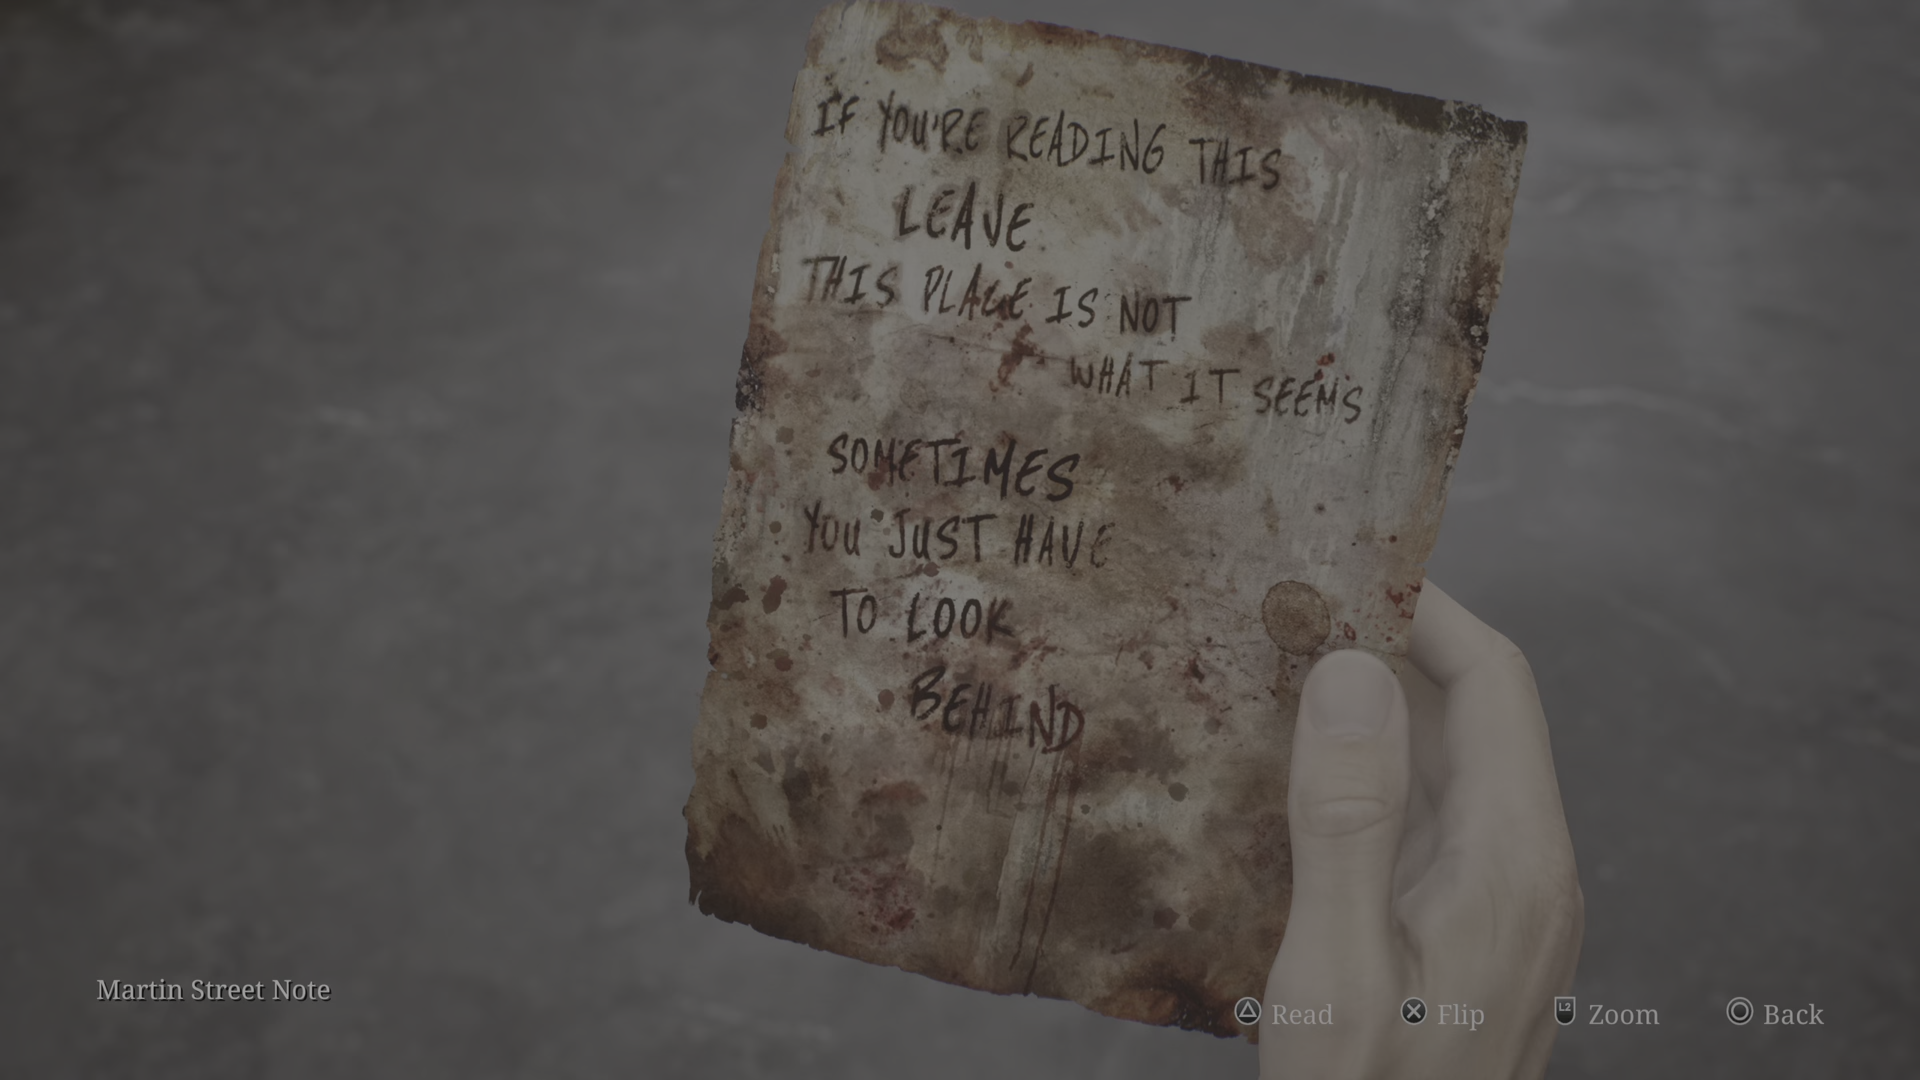 IF YOU'RE READING THIS
LEAVE
THIS PLACE IS NOT
WHAT IT SEEMS
SOMETIMES
YOU JUST HAVE
TO LOOK
BEHIND
Martin Street Note
Read
Flip
L2 Zoom
Back